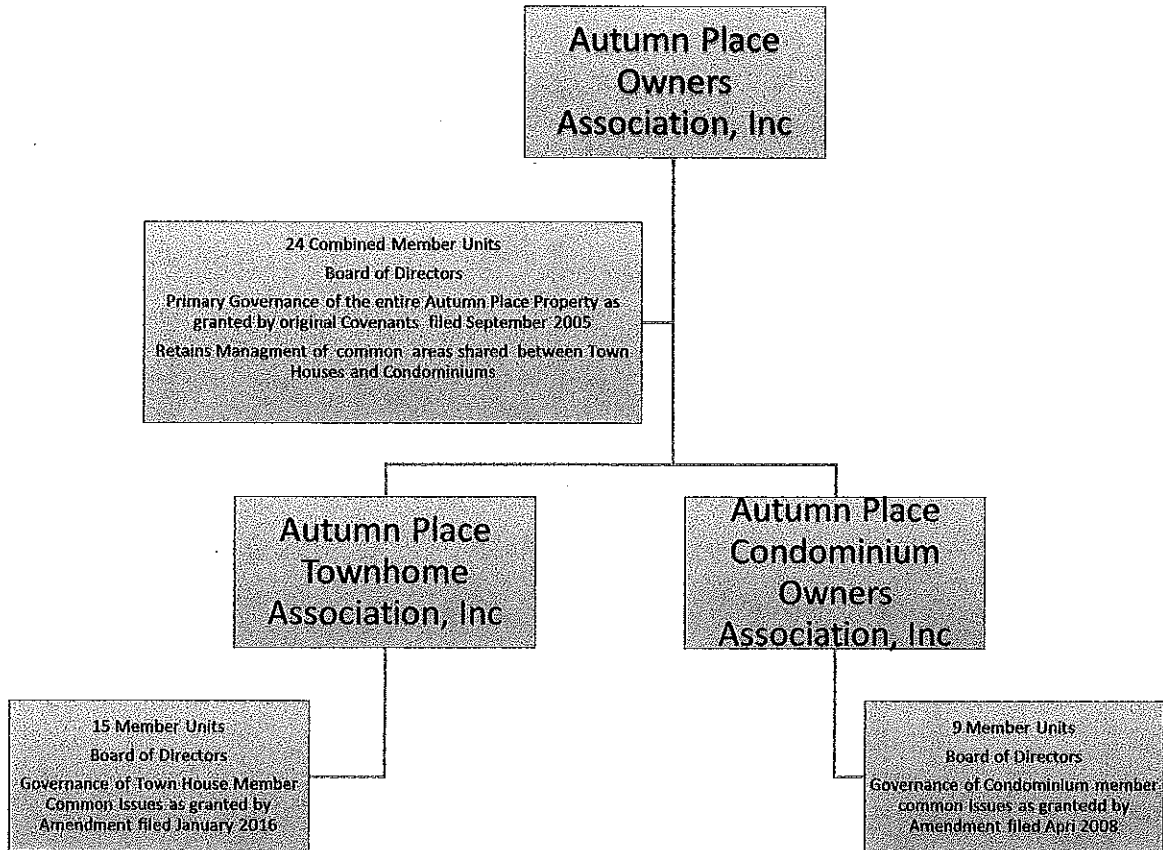 Autumn Place
Owners
Association, Inc
24 Combined Member Units
Board of Directors
Primary Governance of the entire Autumn Place Property as
granted by original Covenants filed September 2005
Retains Managment of common areas shared between Town
Houses and Condominiums
Autumn Place
Townhome
Association, Inc
Autumn Place
Condominium
Owners
Association, Inc
15 Member Units
Board of Directors
Governance of Town House Member
Common Issues as granted by
Amendment filed January 2016
9 Member Units
Board of Directors
Governance of Condominium member
common Issues as grantedd by
Amendment filed Apri 2008